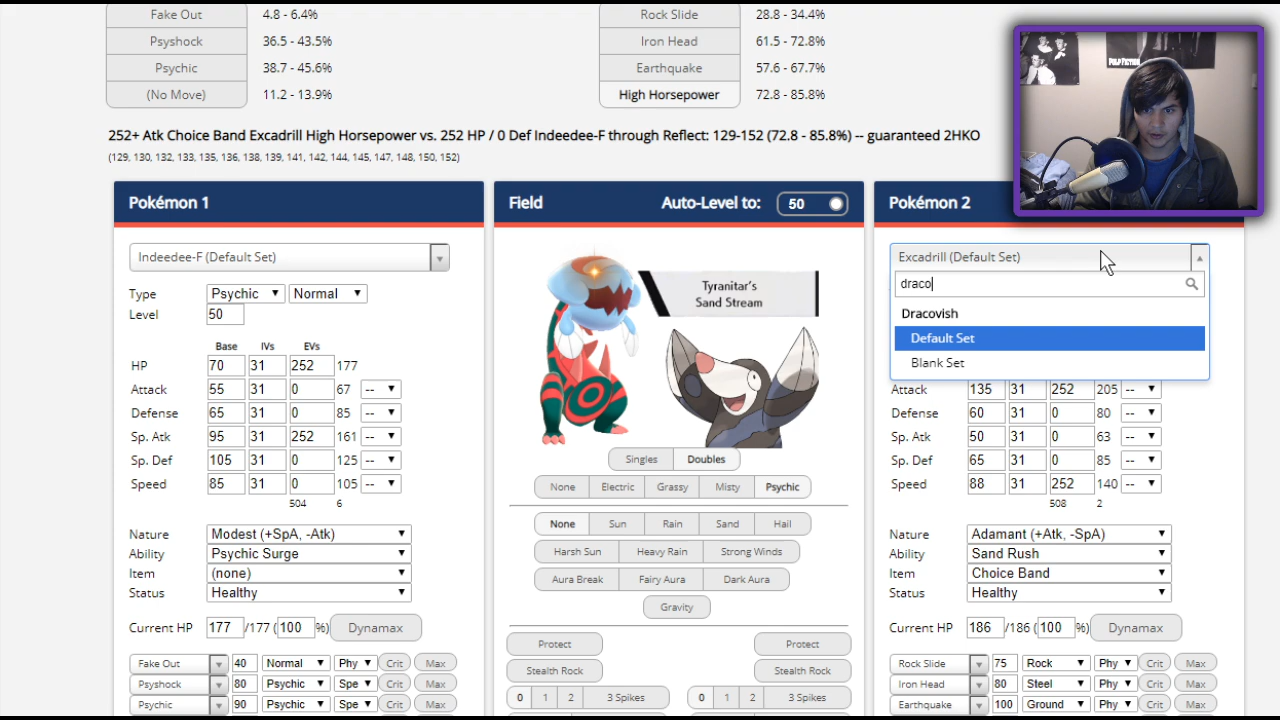 Fake Out 4.8 - 6.4% Rock Slide 28.8 - 34.4%
Psyshock 36.5 - 43.5% Iron Head 61.5 - 72.8%
Psychic 38.7 - 45.6% Earthquake 57.6 - 67.7%
(No Move) 11.2 - 13.9% High Horsepower 72.8 - 85.8%
PULP FICTION
252+ Atk Choice Band Excadrill High Horsepower vs. 252 HP / 0 Def Indeedee-F through Reflect: 129-152 (72.8 - 85.8%) -- guaranteed 2HKO
(129, 130, 132, 133, 135, 136, 138, 139, 141, 142, 144, 145, 147, 148, 150, 152)
Pokémon 1
Indeedee-F (Default Set)
Type Psychic Normal
Level 50
Base IVs EVs
HP 70 31 252 177
Attack 55 31 0 67 --
Defense 65 31 0 85 --
Sp. Atk 95 31 252 161 --
Sp. Def 105 31 0 125 --
Speed 85 31 0 105 --
504 6
Nature Modest (+SpA, -Atk)
Ability Psychic Surge
Item (none)
Status Healthy
Current HP 177 /177 ( 100 %) Dynamax
Fake Out 40 Normal Phy Crit Max
Psyshock 80 Psychic Spe Crit Max
Psychic 90 Psychic Spe Crit Max
Field Auto-Level to: 50
Tyranitar's
Sand Stream
Singles Doubles
None Electric Grassy Misty Psychic
None Sun Rain Sand Hail
Harsh Sun Heavy Rain Strong Winds
Aura Break Fairy Aura Dark Aura
Gravity
Protect Protect
Stealth Rock Stealth Rock
0 1 2 3 Spikes 0 1 2 3 Spikes
Pokémon 2
Excadrill (Default Set)
draco
Dracovish
Default Set
Blank Set
Attack 135 31 252 205 --
Defense 60 31 0 80 --
Sp. Atk 50 31 0 63 --
Sp. Def 65 31 0 85 --
Speed 88 31 252 140 --
508 2
Nature Adamant (+Atk, -SpA)
Ability Sand Rush
Item Choice Band
Status Healthy
Current HP 186 /186 ( 100 %) Dynamax
Rock Slide 75 Rock Phy Crit Max
Iron Head 80 Steel Phy Crit Max
Earthquake 100 Ground Phy Crit Max